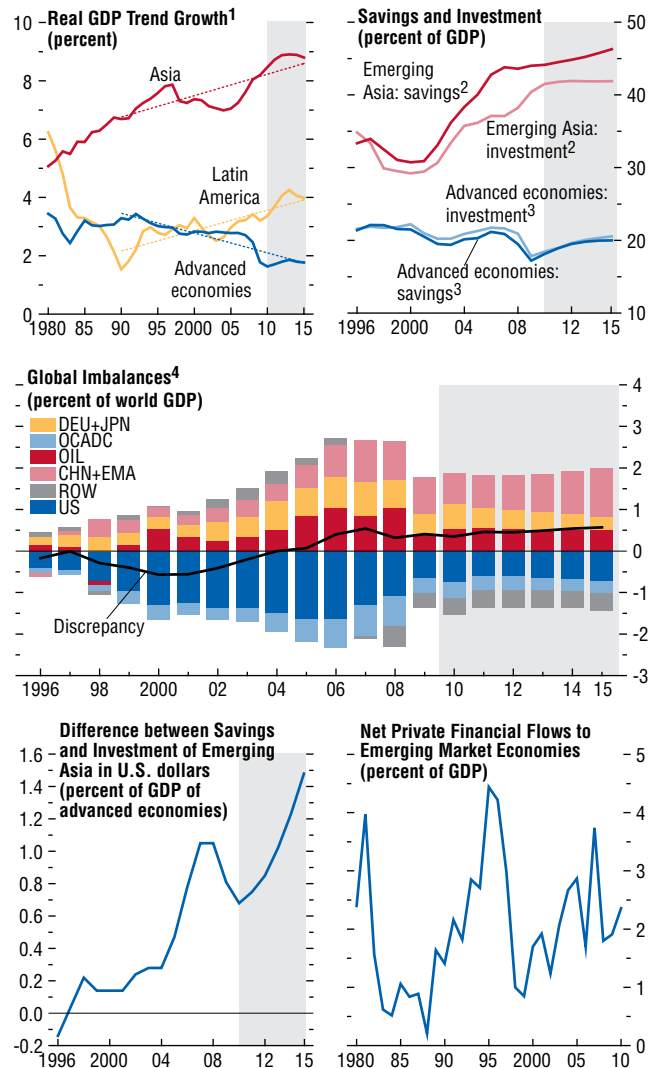 Real GDP Trend Growth1
(percent)
10
8
6
4
2
0
Asia
Latin
America
Advanced
economies
1980 85 90 95 2000 05 10 15
Savings and Investment
(percent of GDP)
50
40
30
20
10
Emerging
Asia: savings2
Emerging Asia:
investment2
Advanced economies:
investment3
Advanced economies:
savings3
1996 2000 04 08 12 15
Global Imbalances4
(percent of world GDP)
DEU+JPN
OCADC
OIL
CHN+EMA
ROW
US
4
3
2
1
0
-1
-2
-3
Discrepancy
1996 98 2000 02 04 06 08 10 12 14 15
Difference between Savings
and Investment of Emerging
Asia in U.S. dollars
(percent of GDP of
advanced economies)
1.6
1.4
1.2
1.0
0.8
0.6
0.4
0.2
0.0
-0.2
1996 2000 04 08 12 15
Net Private Financial Flows to
Emerging Market Economies
(percent of GDP)
5
4
3
2
1
0
1980 85 90 95 2000 05 10